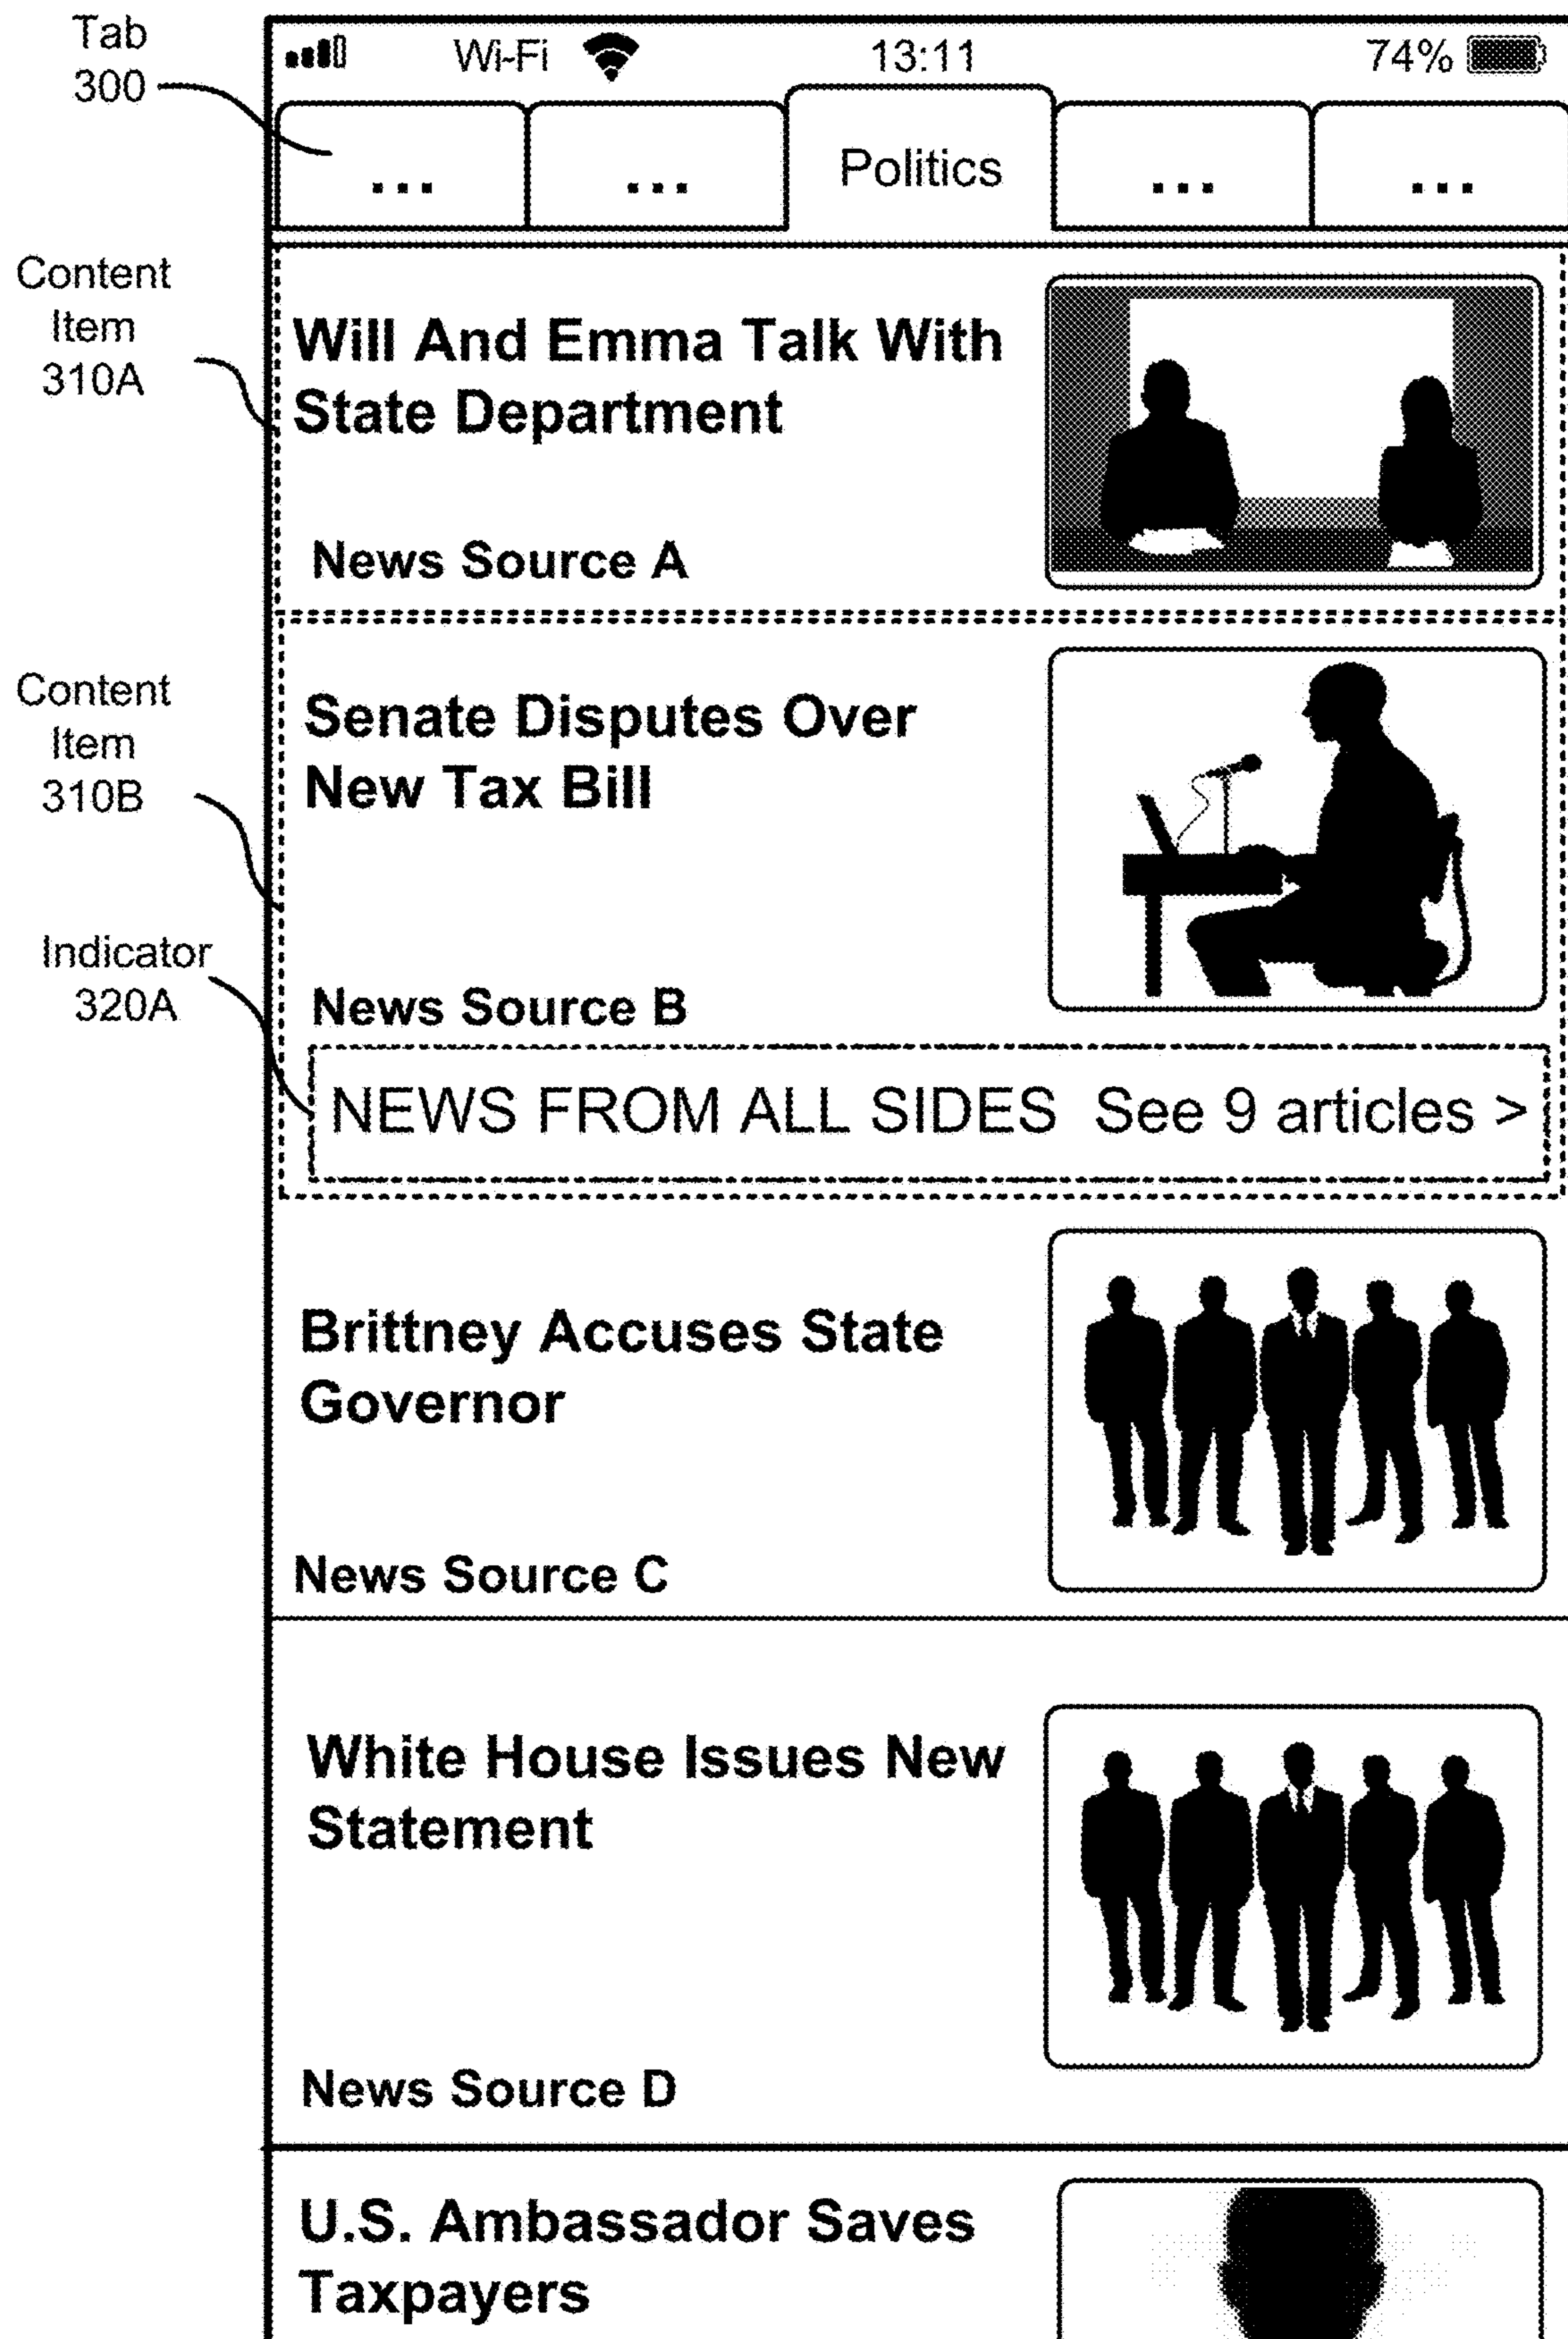 Tab
300
Wi-Fi 13:11 74%
... ... Politics ... ...
Content
Item
310A
Will And Emma Talk With
State Department
News Source A
Content
Item
310B
Senate Disputes Over
New Tax Bill
Indicator
320A
News Source B
NEWS FROM ALL SIDES See 9 articles >
Brittney Accuses State
Governor
News Source C
White House Issues New
Statement
News Source D
U.S. Ambassador Saves
Taxpayers